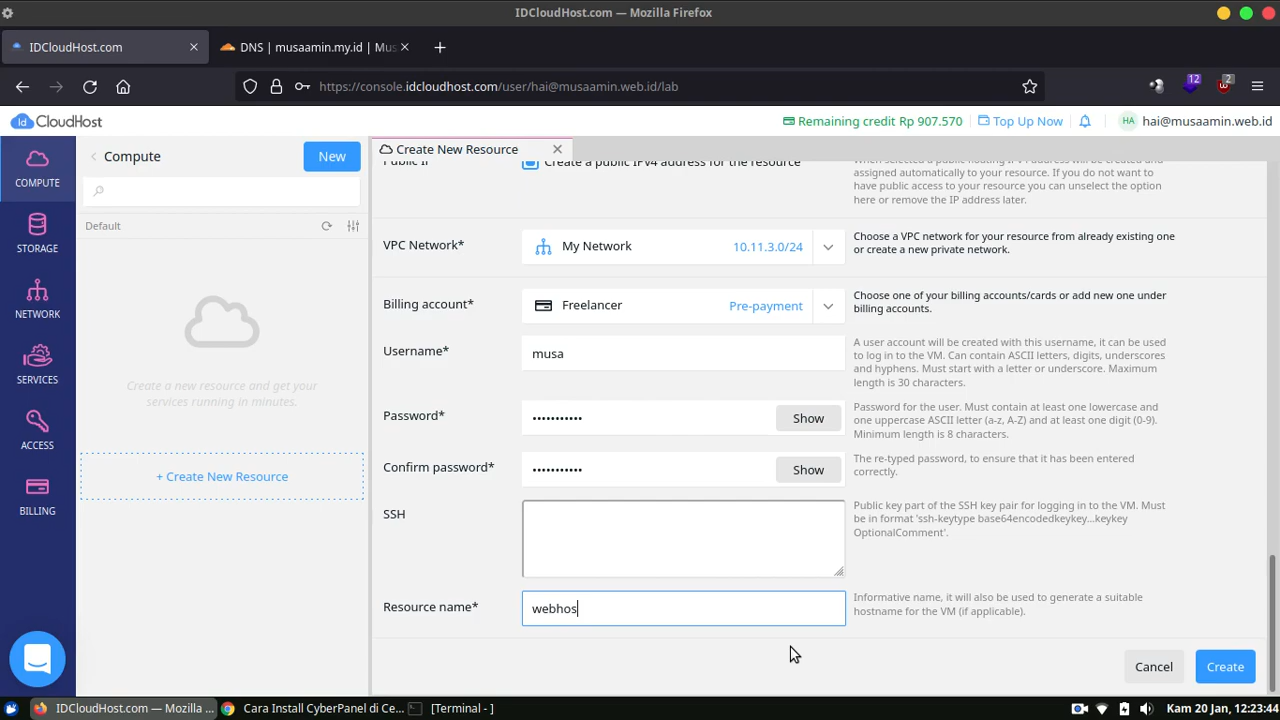 IDCloudHost.com — Mozilla Firefox
IDCloudHost.com
DNS | musaamin.my.id | Mus
https://console.idcloudhost.com/user/hai@musaamin.web.id/lab
12
2
Id CloudHost
Remaining credit Rp 907.570
Top Up Now
HA
hai@musaamin.web.id
COMPUTE
STORAGE
NETWORK
SERVICES
ACCESS
BILLING
Compute
New
Default
Create a new resource and get your
services running in minutes.
+ Create New Resource
Create New Resource
Public IP
Create a public IPv4 address for the resource
When selected a public floating IPv4 address will be created and
assigned automatically to your resource. If you do not want to
have public access to your resource you can unselect the option
here or remove the IP address later.
VPC Network*
My Network
10.11.3.0/24
Choose a VPC network for your resource from already existing one
or create a new private network.
Billing account*
Freelancer
Pre-payment
Choose one of your billing accounts/cards or add new one under
billing accounts.
Username*
musa
A user account will be created with this username, it can be used
to log in to the VM. Can contain ASCII letters, digits, underscores
and hyphens. Must start with a letter or underscore. Maximum
length is 30 characters.
Password*
•••••••••••
Show
Password for the user. Must contain at least one lowercase and
one uppercase ASCII letter (a-z, A-Z) and at least one digit (0-9).
Minimum length is 8 characters.
Confirm password*
•••••••••••
Show
The re-typed password, to ensure that it has been entered
correctly.
SSH
Public key part of the SSH key pair for logging in to the VM. Must
be in format 'ssh-keytype base64encodedkeykey...keykey
OptionalComment'.
Resource name*
webhos
Informative name, it will also be used to generate a suitable
hostname for the VM (if applicable).
Cancel
Create
IDCloudHost.com — Mozilla ...
Cara Install CyberPanel di Ce...
[Terminal - ]
Kam 20 Jan, 12:23:44